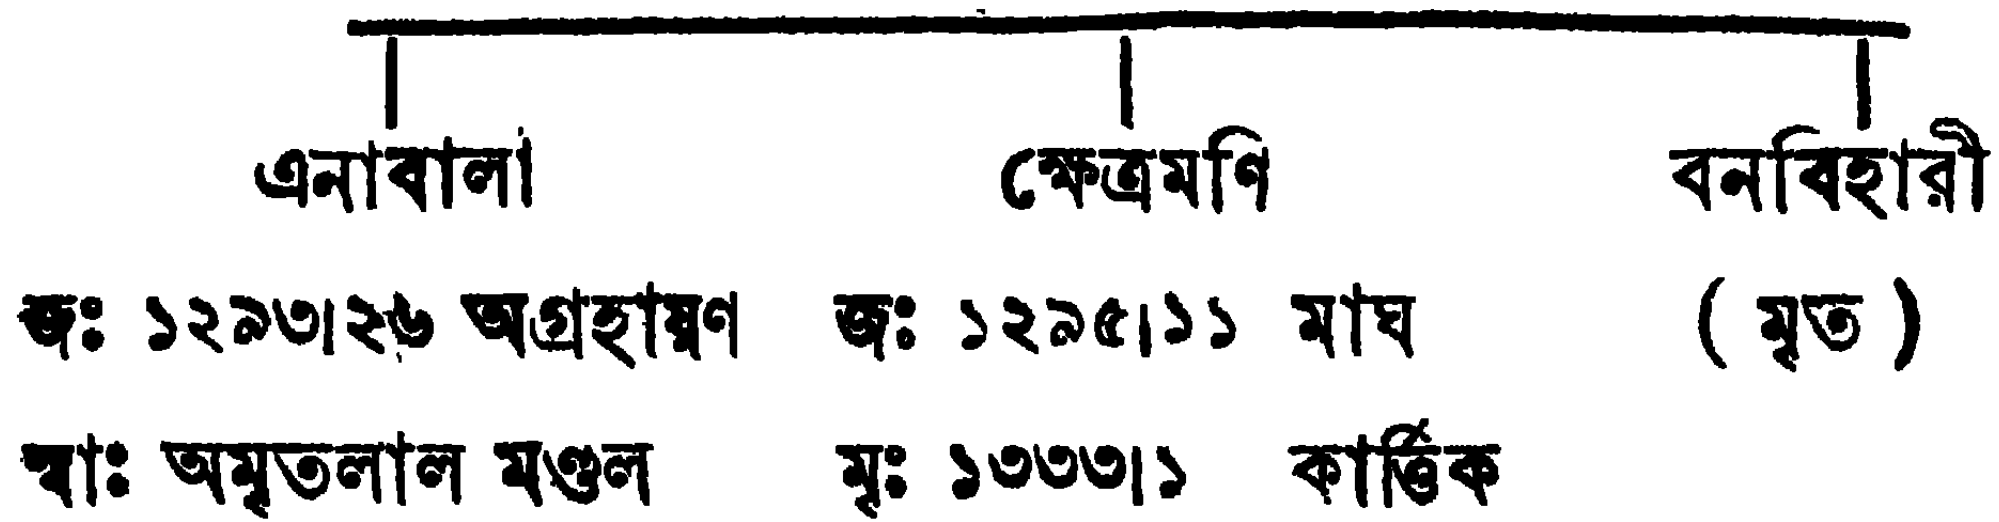 এনাবালা ক্ষেত্রমণি বনবিহারী
জঃ ১২৯৩।২৬ অগ্রহায়ণ জঃ ১২৯৫।১১ মাঘ ( মৃত )
স্বাঃ অমৃতলাল মণ্ডল মৃঃ ১৩৩৩।১ কার্ত্তিক